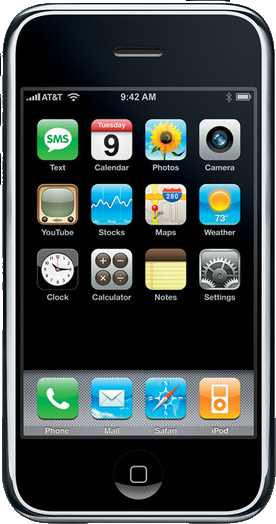 AT&T 9:42 AM
SMS Tuesday 9
Text Calendar Photos Camera
280 73°
YouTube Stocks Maps Weather
Clock Calculator Notes Settings
Phone Mail Safari iPod